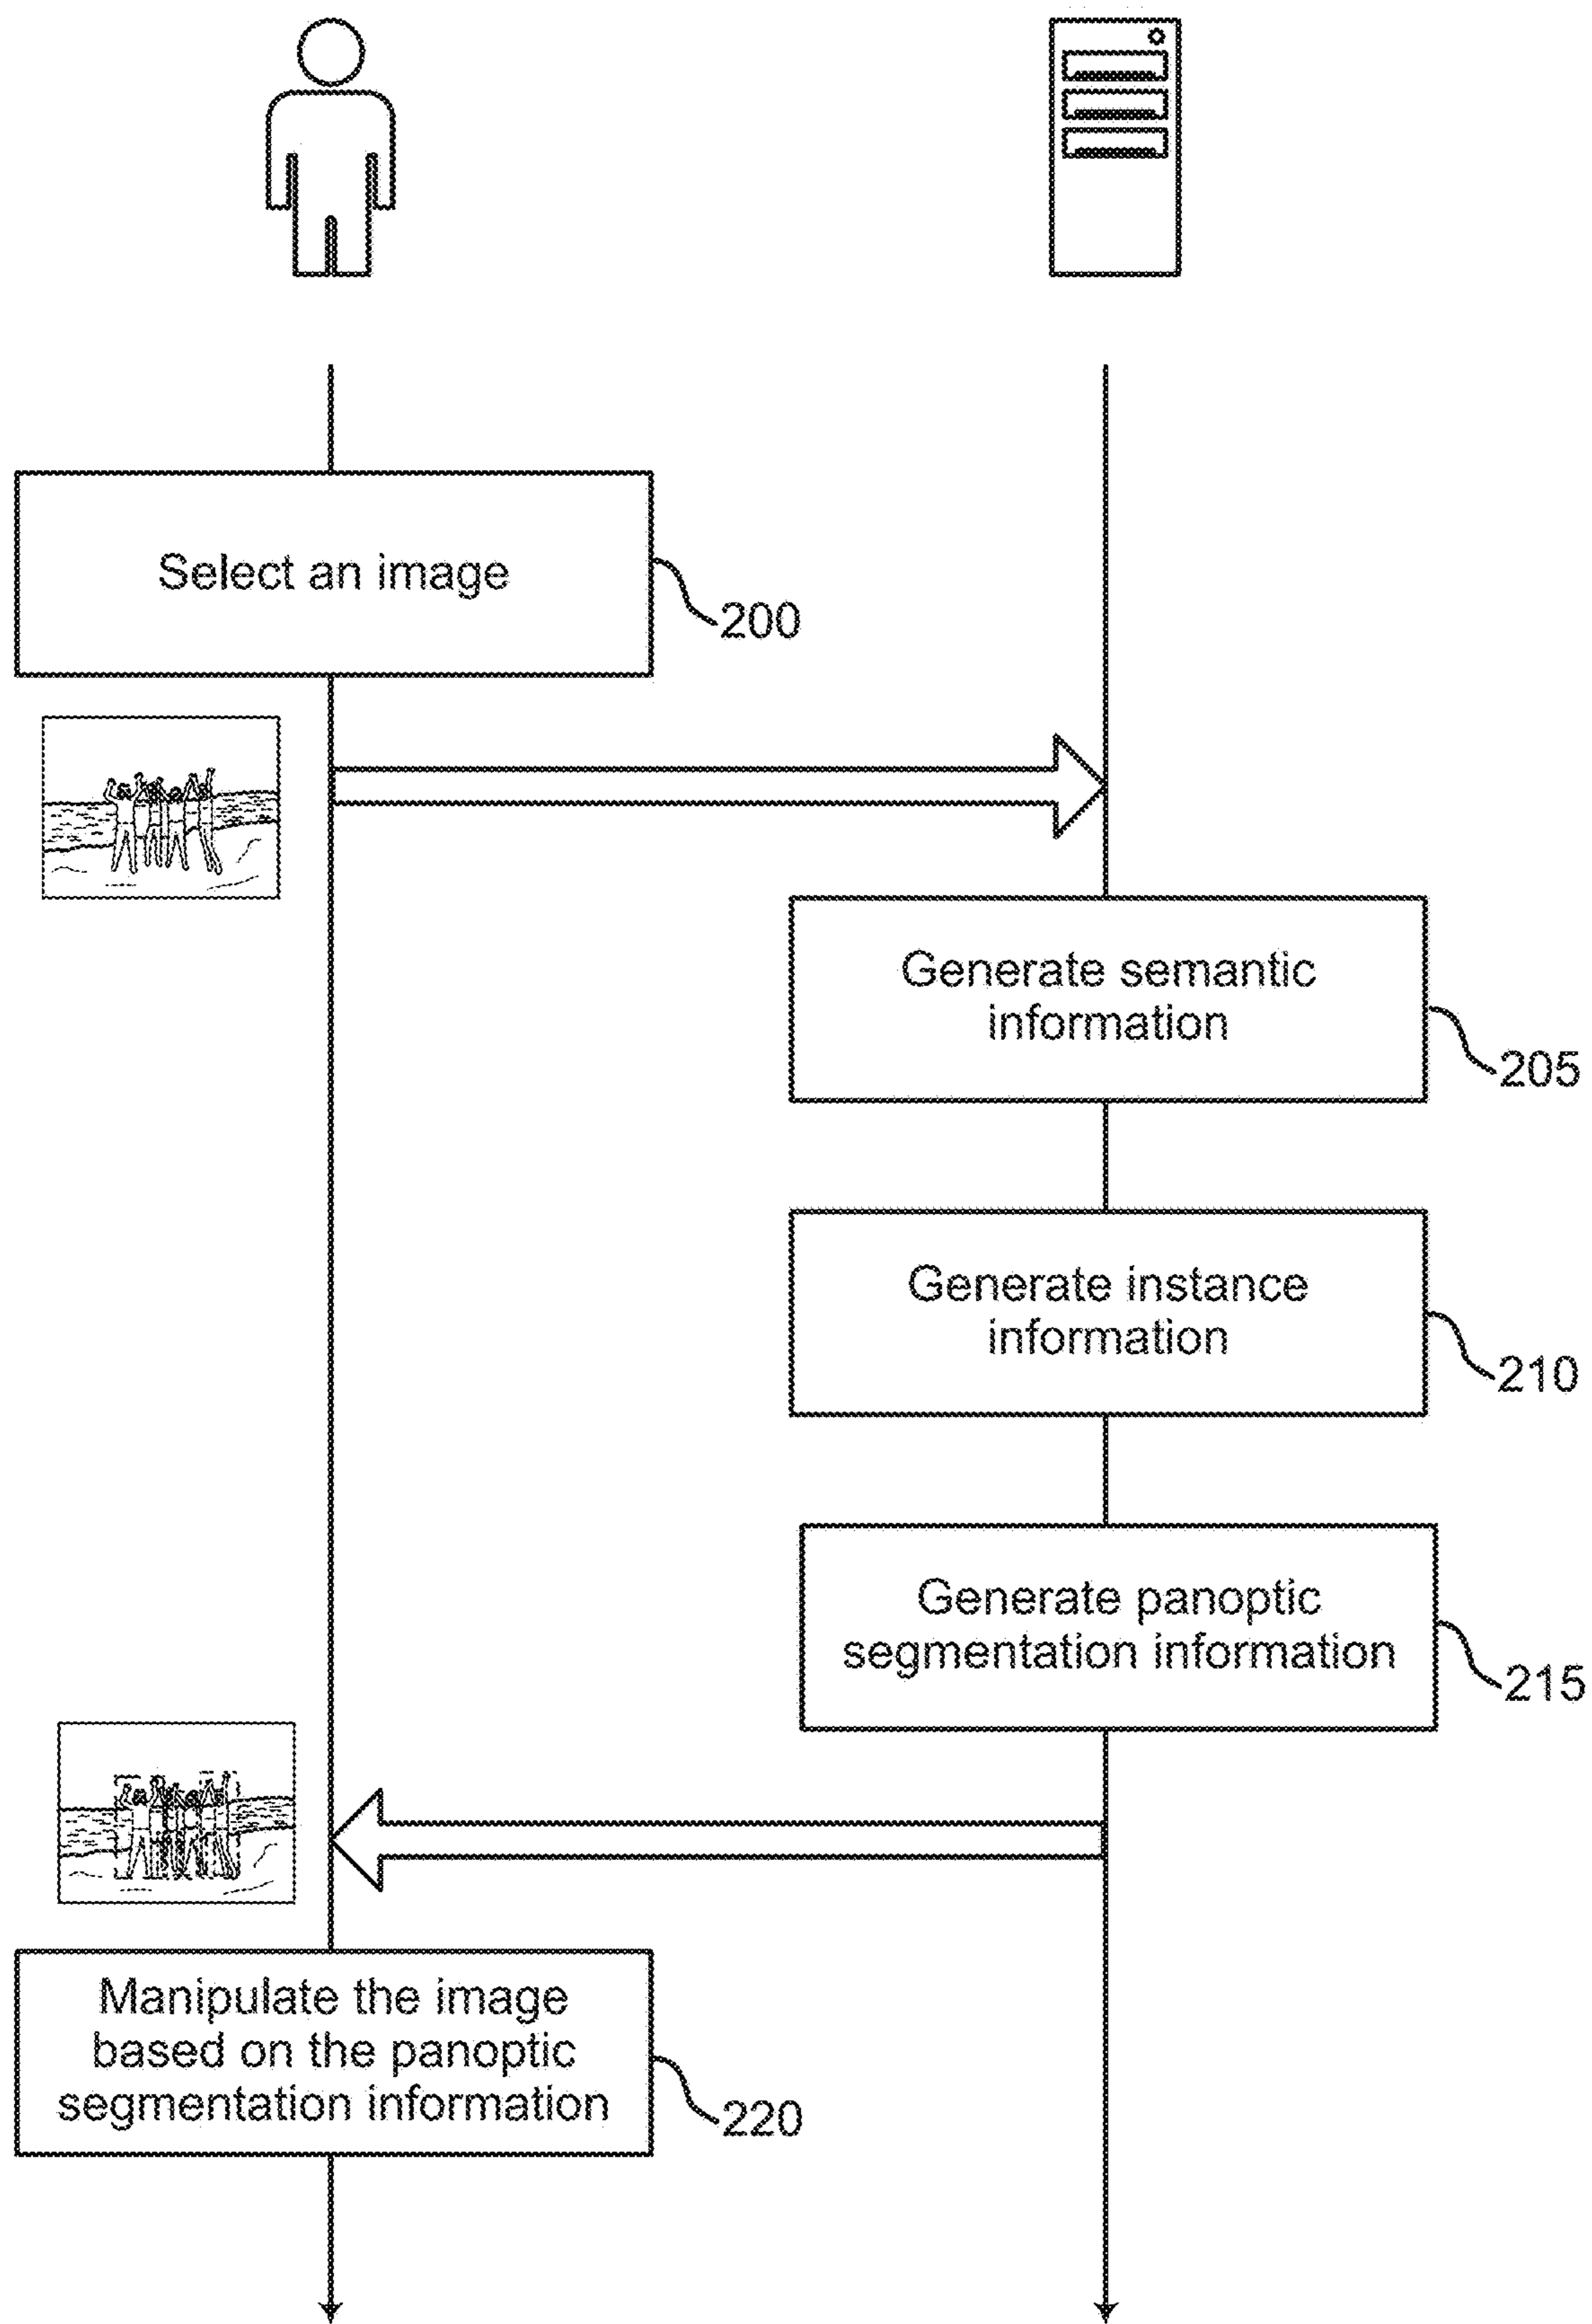 Select an image
200
Generate semantic
information
205
Generate instance
information
210
Generate panoptic
segmentation information
215
Manipulate the image
based on the panoptic
segmentation information
220